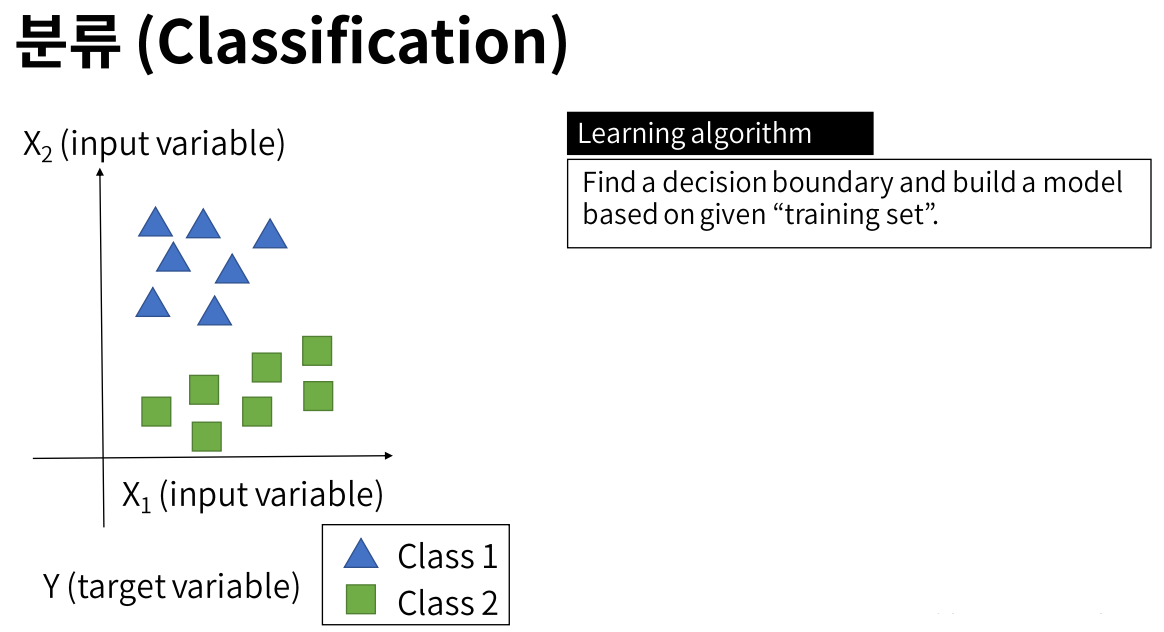 분류 (Classification)
X₂ (input variable)
Learning algorithm
Find a decision boundary and build a model
based on given “training set”.
X₁ (input variable)
Y (target variable)
Class 1
Class 2